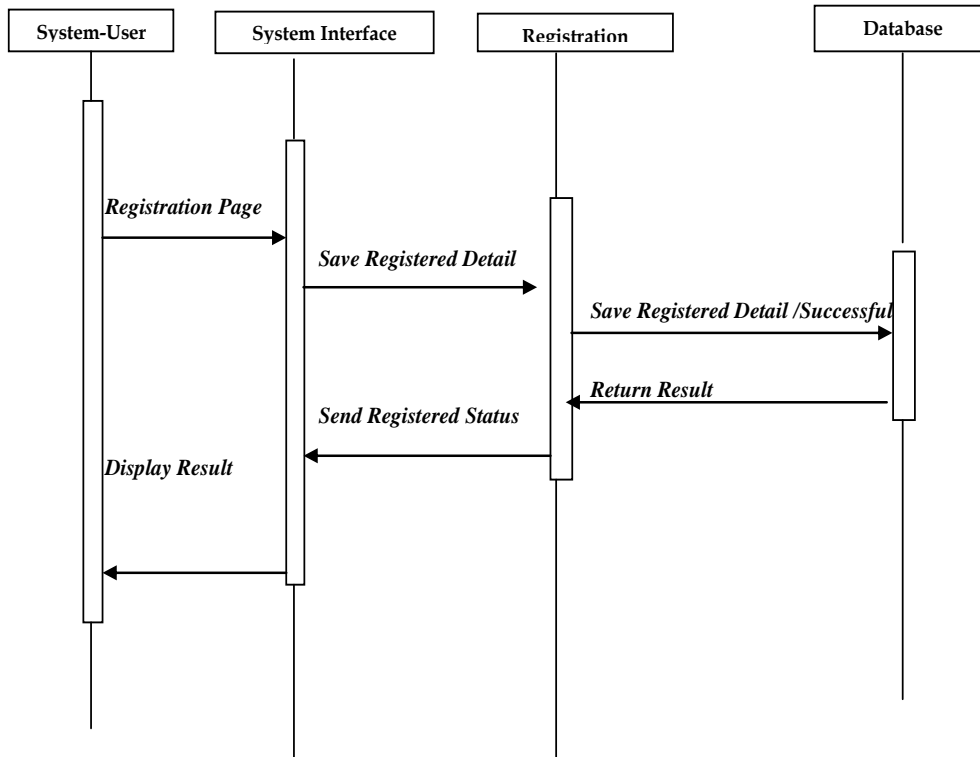 System-User
System Interface
Registration
Database
Registration Page
Save Registered Detail
Save Registered Detail /Successful
Return Result
Send Registered Status
Display Result